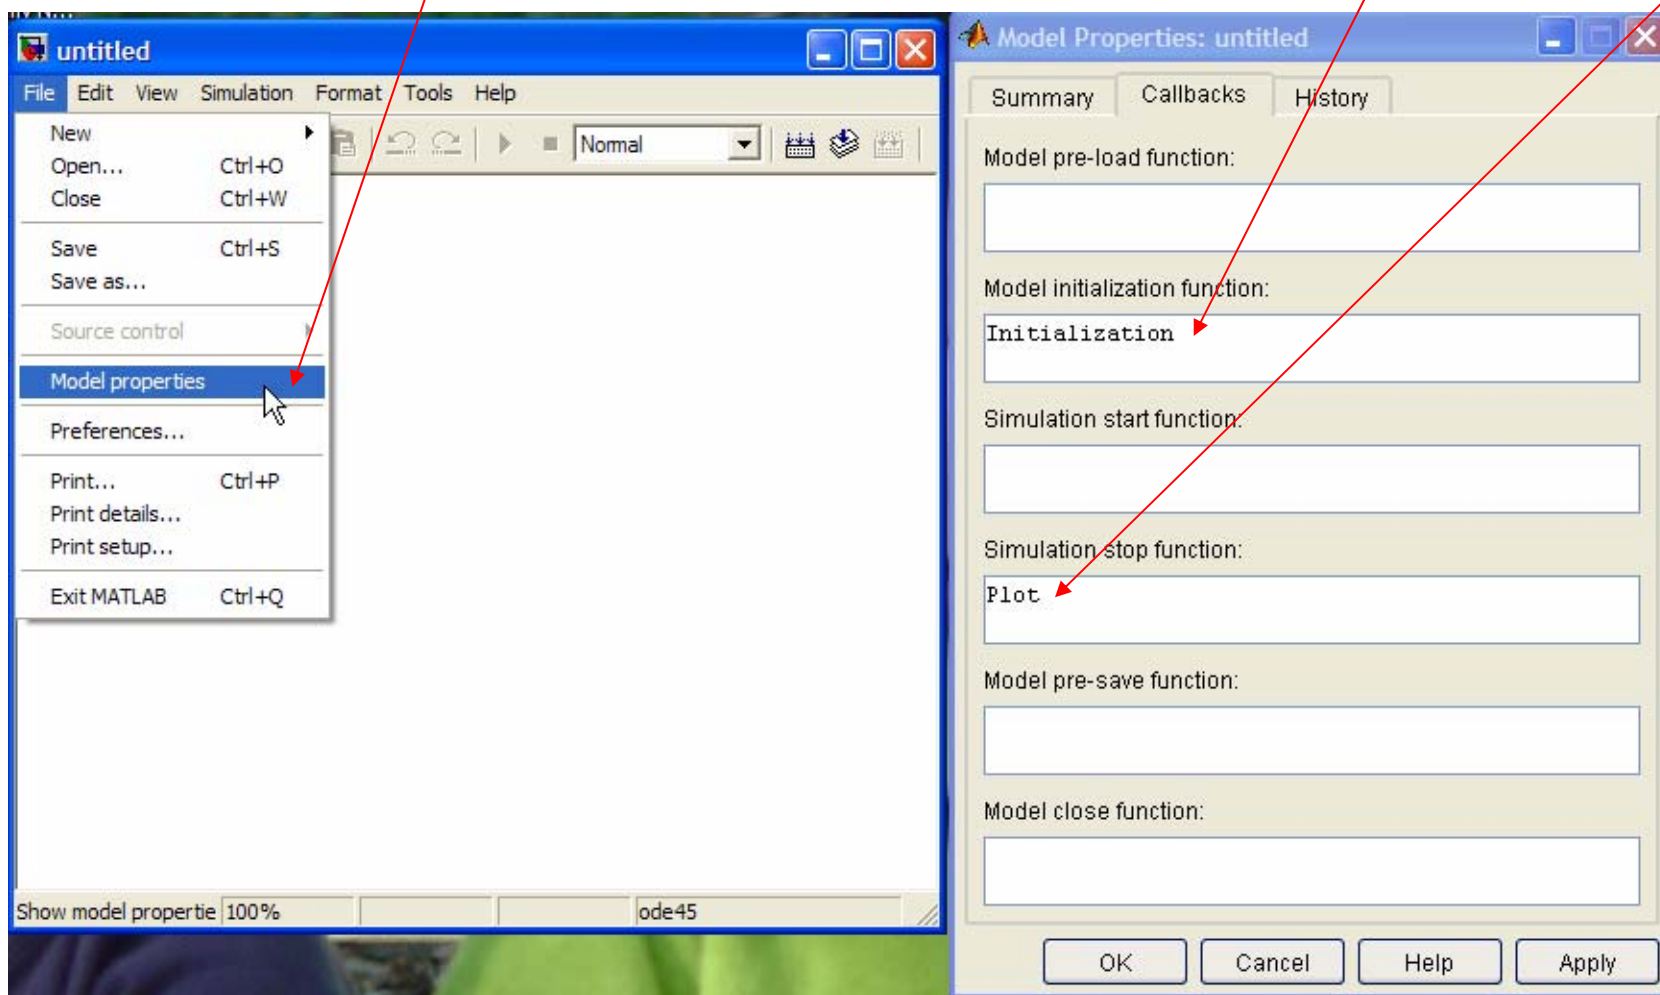 untitled
File Edit View Simulation Format Tools Help
New
Open... Ctrl+O
Close Ctrl+W
Save Ctrl+S
Save as...
Source control
Model properties
Preferences...
Print... Ctrl+P
Print details...
Print setup...
Exit MATLAB Ctrl+Q
Normal
Show model propertie 100% ode45
Model Properties: untitled
Summary Callbacks History
Model pre-load function:
Model initialization function:
Initialization
Simulation start function:
Simulation stop function:
Plot
Model pre-save function:
Model close function:
OK Cancel Help Apply